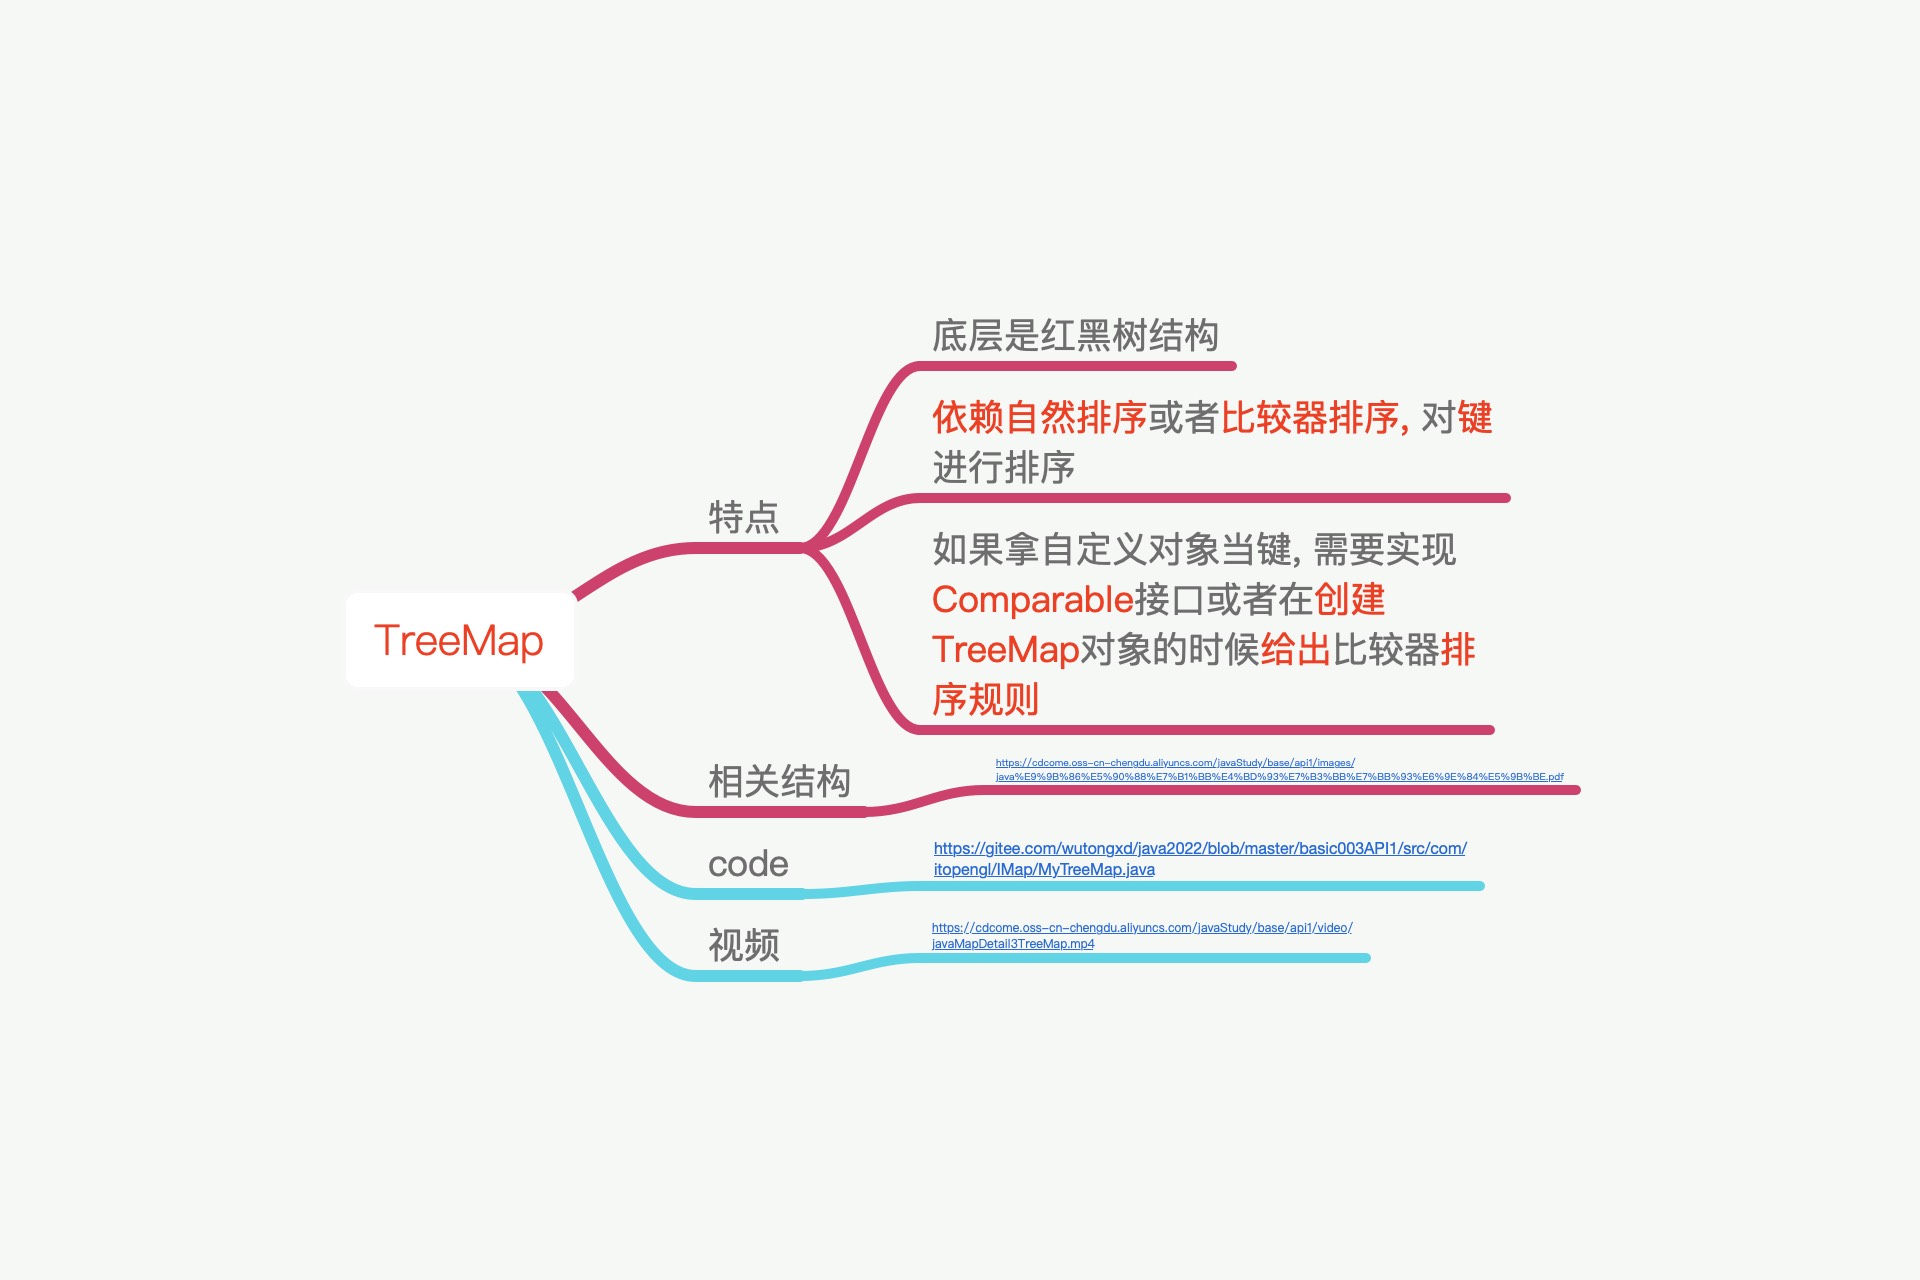 TreeMap
特点
底层是红黑树结构
依赖自然排序或者比较器排序, 对键
进行排序
如果拿自定义对象当键, 需要实现
Comparable接口或者在创建
TreeMap对象的时候给出比较器排
序规则
相关结构
https://cdcome.oss-cn-chengdu.aliyuncs.com/javaStudy/base/api1/images/
java%E9%9B%86%E5%90%88%E7%B1%BB%E4%BD%93%E7%B3%BB%E7%BB%93%E6%9E%84%E5%9B%BE.pdf
code
https://gitee.com/wutongxd/java2022/blob/master/basic003API1/src/com/
itopengl/IMap/MyTreeMap.java
视频
https://cdcome.oss-cn-chengdu.aliyuncs.com/javaStudy/base/api1/video/
javaMapDetail3TreeMap.mp4